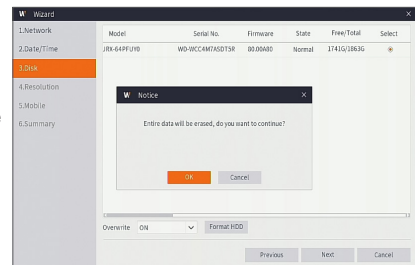 W Wizard ×
1.Network
2.Date/Time
3.Disk
4.Resolution
5.Mobile
6.Summary
Model Serial No. Firmware State Free/Total Select
JRX-64PFUY0 WD-WCC4M7ASDT5R 80.00A80 Normal 1741G/1863G
W Notice ×
Entire data will be erased, do you want to continue?
OK Cancel
Overwrite ON Format HDD
Previous Next Cancel